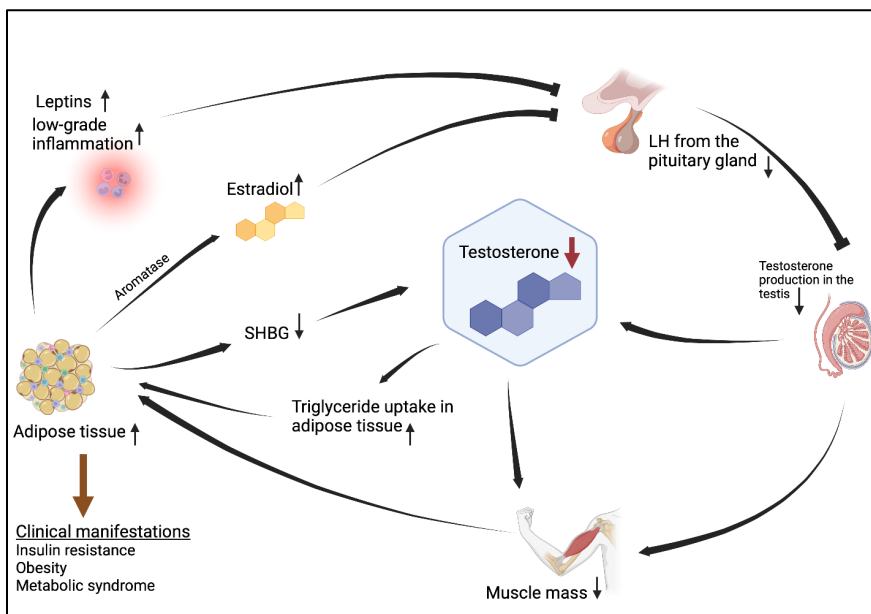 Leptins ↑
low-grade
inflammation ↑
LH from the
pituitary gland ↓
Estradiol ↑
Aromatase
Testosterone ↓
Testosterone
production in the
testis ↓
SHBG ↓
Triglyceride uptake in
adipose tissue ↑
Adipose tissue ↑
Clinical manifestations
Insulin resistance
Obesity
Metabolic syndrome
Muscle mass ↓